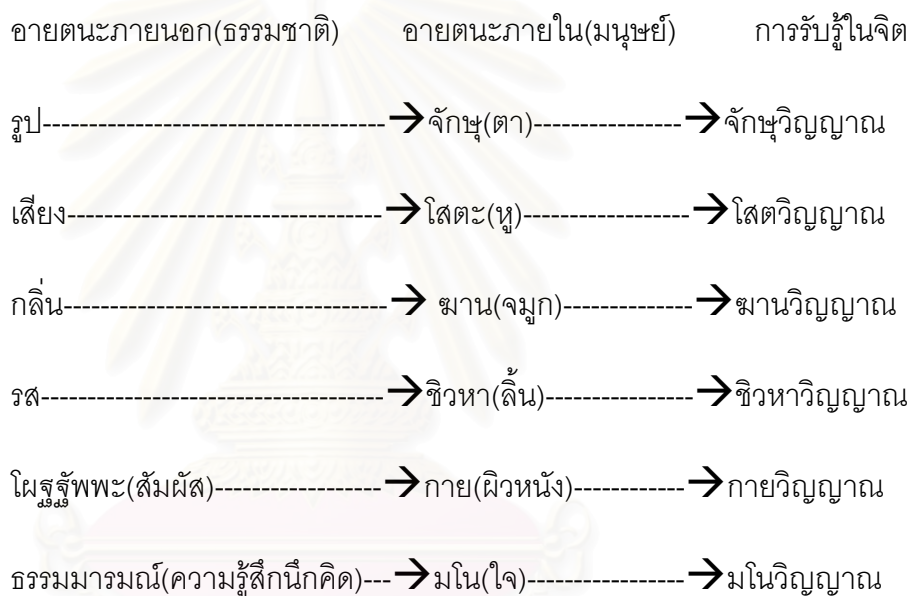 อายตนะภายนอก(ธรรมชาติ) อายตนะภายใน(มนุษย์) การรับรู้ในจิต
รูป------------------------------------→จักษุ(ตา)----------------→จักษุวิญญาณ
เสียง----------------------------------→โสตะ(หู)------------------→โสตวิญญาณ
กลิ่น-----------------------------------→ ฆาน(จมูก)--------------→ฆานวิญญาณ
รส-------------------------------------→ชิวหา(ลิ้น)----------------→ชิวหาวิญญาณ
โผฐฐัพพะ(สัมผัส)------------------→กาย(ผิวหนัง)------------→กายวิญญาณ
ธรรมมารมณ์(ความรู้สึกนึกคิด)---→มโน(ใจ)-----------------→มโนวิญญาณ